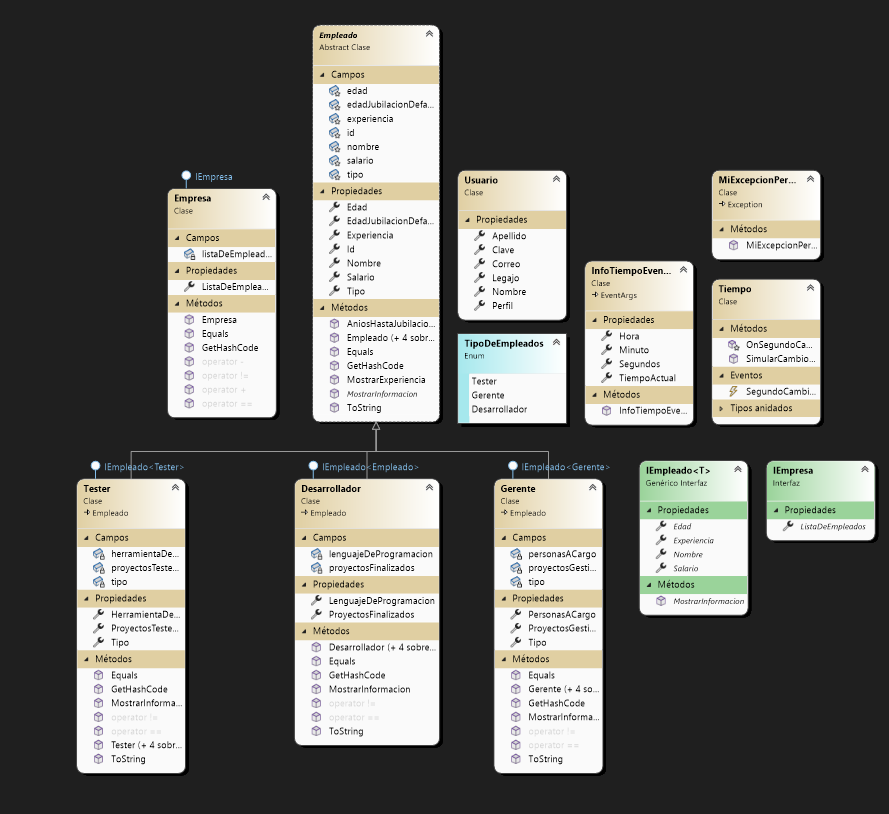 Empleado
Abstract Clase
Campos
edad
edadJubilacionDefa...
experiencia
id
nombre
salario
tipo
Propiedades
Edad
EdadJubilacionDefa...
Experiencia
Id
Nombre
Salario
Tipo
Métodos
AniosHastaJubilacio...
Empleado (+ 4 sobr...
Equals
GetHashCode
MostrarExperiencia
MostrarInformacion
ToString
IEmpresa
Empresa
Clase
Campos
listaDeEmplead...
Propiedades
ListaDeEmplea...
Métodos
Empresa
Equals
GetHashCode
operator -
operator !=
operator +
operator ==
Usuario
Clase
Propiedades
Apellido
Clave
Correo
Legajo
Nombre
Perfil
TipoDeEmpleados
Enum
Tester
Gerente
Desarrollador
InfoTiempoEven...
Clase
EventArgs
Propiedades
Hora
Minuto
Segundos
TiempoActual
Métodos
InfoTiempoEve...
MiExcepcionPer...
Clase
Exception
Métodos
MiExcepcionPer...
Tiempo
Clase
Métodos
OnSegundoCa...
SimularCambio...
Eventos
SegundoCambi...
Tipos anidados
IEmpleado<Tester>
Tester
Clase
Empleado
Campos
herramientaDe...
proyectosTeste...
tipo
Propiedades
HerramientaDe...
ProyectosTeste...
Tipo
Métodos
Equals
GetHashCode
MostrarInforma...
operator !=
operator ==
Tester (+ 4 sobr...
ToString
IEmpleado<Empleado>
Desarrollador
Clase
Empleado
Campos
lenguajeDeProgramacion
proyectosFinalizados
Propiedades
LenguajeDeProgramacion
ProyectosFinalizados
Métodos
Desarrollador (+ 4 sobre...
Equals
GetHashCode
MostrarInformacion
operator !=
operator ==
ToString
IEmpleado<Gerente>
Gerente
Clase
Empleado
Campos
personasACargo
proyectosGesti...
tipo
Propiedades
PersonasACargo
ProyectosGesti...
Tipo
Métodos
Equals
Gerente (+ 4 so...
GetHashCode
MostrarInforma...
operator !=
operator ==
ToString
IEmpleado<T>
Genérico Interfaz
Propiedades
Edad
Experiencia
Nombre
Salario
Métodos
MostrarInformacion
IEmpresa
Interfaz
Propiedades
ListaDeEmpleados